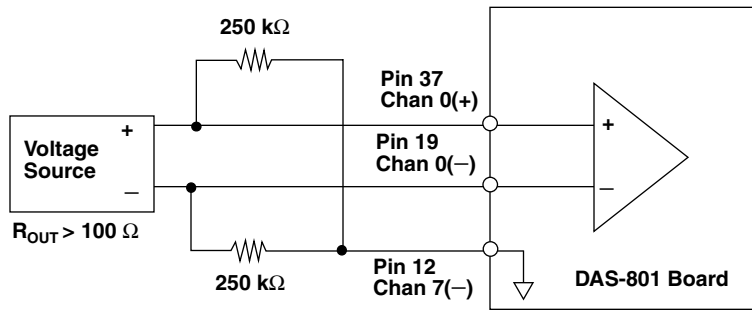 250 kΩ
Pin 37
Chan 0(+)
+
Voltage
Source
–
Pin 19
Chan 0(–)
+
–
R_OUT > 100 Ω
250 kΩ
Pin 12
Chan 7(–)
DAS-801 Board